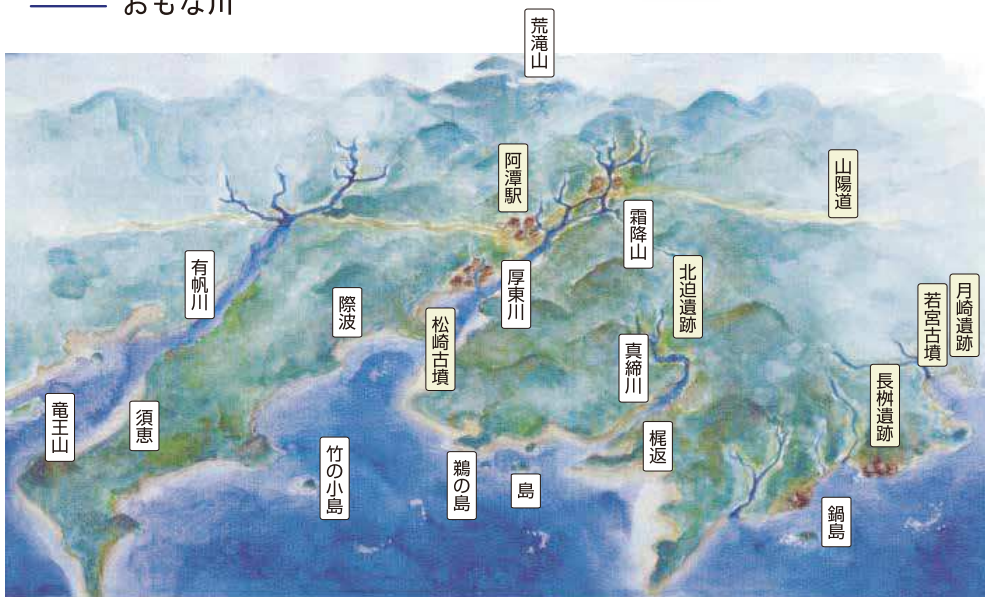 おもな川
荒滝山
阿潭駅
山陽道
霜降山
有帆川
厚東川
北迫遺跡
際波
松崎古墳
真締川
若宮古墳
月崎遺跡
長桝遺跡
竜王山
須恵
梶返
竹の小島
鵜の島
島
鍋島